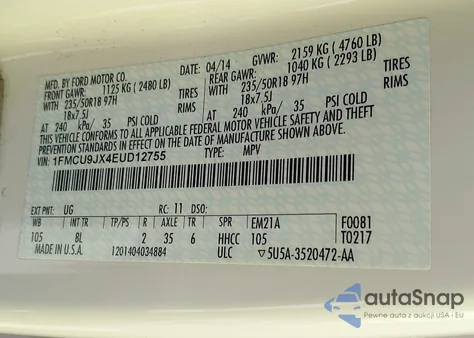 MFD. BY FORD MOTOR CO.
DATE: 04/14 GVWR: 2159 KG (4760 LB)
FRONT GAWR: 1125 KG (2480 LB) REAR GAWR: 1040 KG (2293 LB)
WITH 235/50R18 97H TIRES WITH 235/50R18 97H TIRES
18x7.5J RIMS 18x7.5J RIMS
AT 240 kPa/ 35 PSI COLD AT 240 kPa/ 35 PSI COLD
THIS VEHICLE CONFORMS TO ALL APPLICABLE FEDERAL MOTOR VEHICLE SAFETY AND THEFT
PREVENTION STANDARDS IN EFFECT ON THE DATE OF MANUFACTURE SHOWN ABOVE.
VIN: 1FMCU9JX4EUD12755 TYPE: MPV
EXT PNT: UG RC: 11 DSO:
WB INT TR TP/PS R AX TR SPR EM21A F0081
105 8L 2 35 6 HHCC 105 T0217
MADE IN U.S.A. 1201404034884 ULC ▽5U5A-3520472-AA
autoSnap
Pewne auta z USA i EU